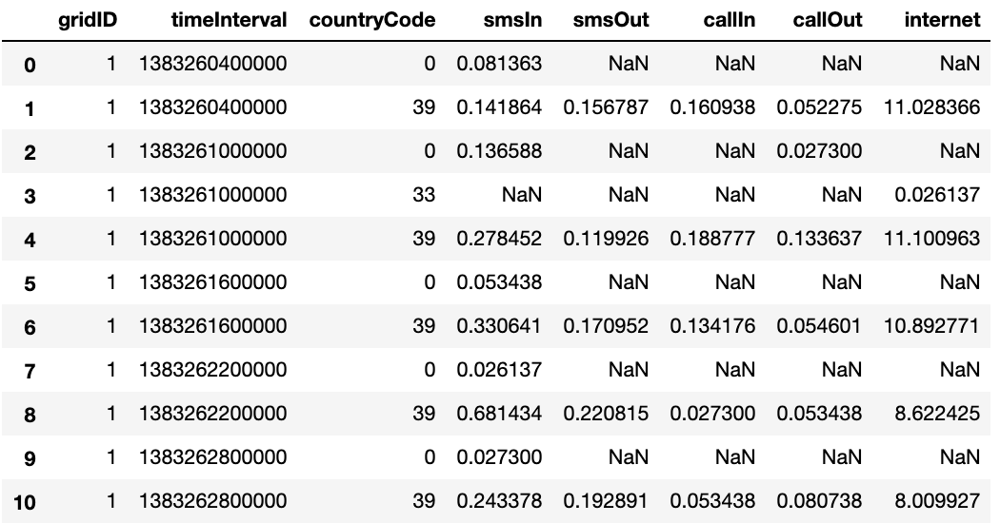 gridID timeInterval countryCode smsIn smsOut callIn callOut internet
0 1 1383260400000 0 0.081363 NaN NaN NaN NaN
1 1 1383260400000 39 0.141864 0.156787 0.160938 0.052275 11.028366
2 1 1383261000000 0 0.136588 NaN NaN 0.027300 NaN
3 1 1383261000000 33 NaN NaN NaN NaN 0.026137
4 1 1383261000000 39 0.278452 0.119926 0.188777 0.133637 11.100963
5 1 1383261600000 0 0.053438 NaN NaN NaN NaN
6 1 1383261600000 39 0.330641 0.170952 0.134176 0.054601 10.892771
7 1 1383262200000 0 0.026137 NaN NaN NaN NaN
8 1 1383262200000 39 0.681434 0.220815 0.027300 0.053438 8.622425
9 1 1383262800000 0 0.027300 NaN NaN NaN NaN
10 1 1383262800000 39 0.243378 0.192891 0.053438 0.080738 8.009927